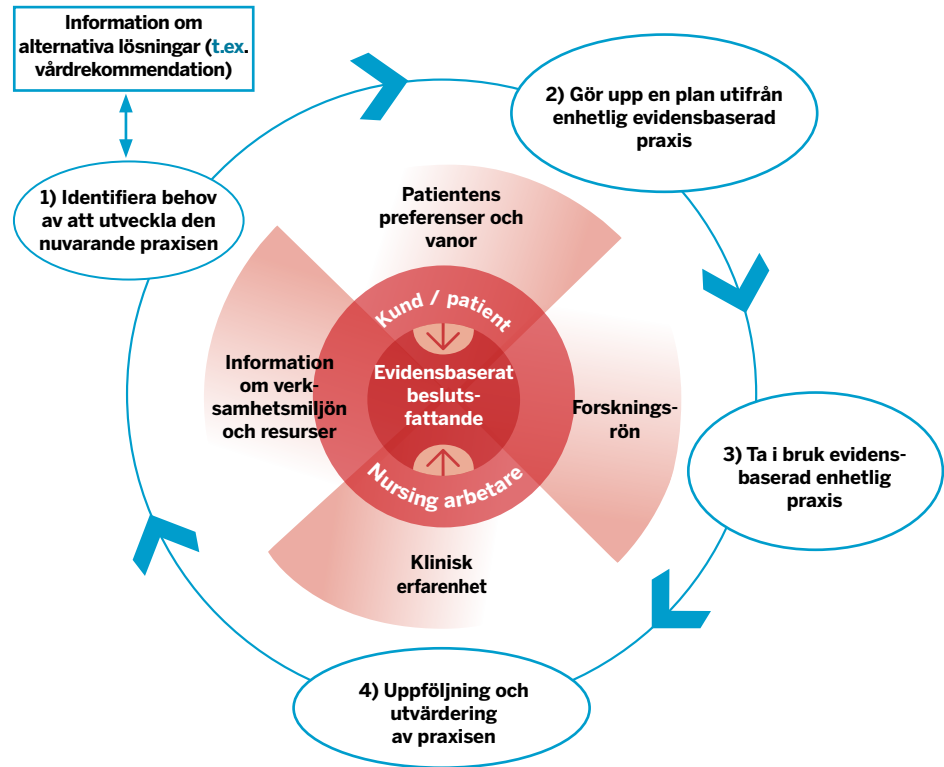 Information om
alternativa lösningar (t.ex.
vårdrekommendation)
1) Identifiera behov
av att utveckla den
nuvarande praxisen
2) Gör upp en plan utifrån
enhetlig evidensbaserad
praxis
3) Ta i bruk evidens-
baserad enhetlig
praxis
4) Uppföljning och
utvärdering
av praxisen
Patientens
preferenser och
vanor
Forsknings-
rön
Klinisk
erfarenhet
Information
om verk-
samhetsmiljön
och resurser
Kund / patient
Evidensbaserat
besluts-
fattande
Nursing arbetare